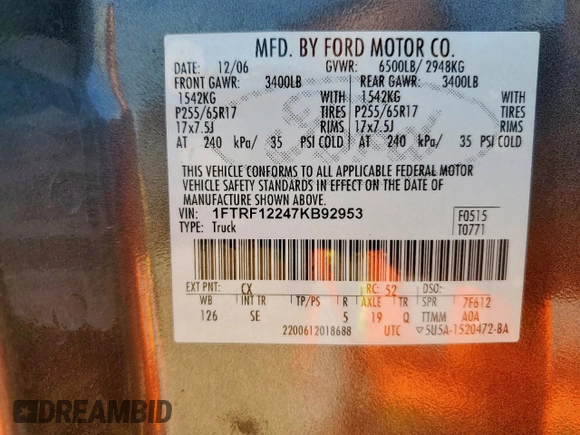 MFD. BY FORD MOTOR CO.
DATE: 12/06 GVWR: 6500LB/ 2948KG
FRONT GAWR: 3400LB REAR GAWR: 3400LB
1542KG WITH 1542KG WITH
P255/65R17 TIRES P255/65R17 TIRES
17x7.5J RIMS 17x7.5J RIMS
AT 240 kPa/ 35 PSI COLD AT 240 kPa/ 35 PSI COLD
THIS VEHICLE CONFORMS TO ALL APPLICABLE FEDERAL MOTOR
VEHICLE SAFETY STANDARDS IN EFFECT ON THE DATE OF
MANUFACTURE SHOWN ABOVE.
VIN: 1FTRF12247KB92953 F0515
TYPE: Truck T0771
EXT PNT: CX RC: 52 DSO:
WB INT TR TP/PS R AXLE TR SPR 7F612
126 SE 5 19 Q TTMM A0A
2200612018688 UTC ▽5U5A-1520472-BA
DREAMBID